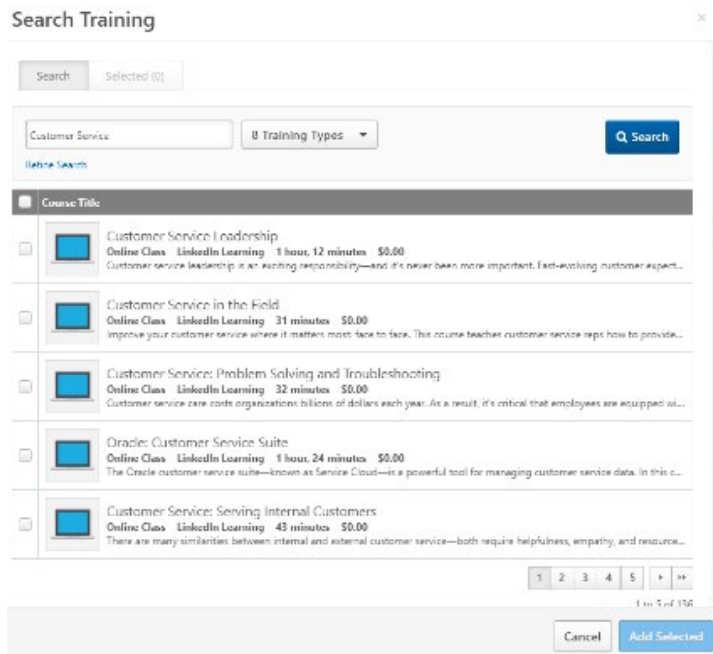 Search Training
×
Search Selected (0)
Customer Service 8 Training Types Search
Refine Search
Course Title
Customer Service Leadership
Online Class LinkedIn Learning 1 hour, 12 minutes $0.00
Customer service leadership is an exciting responsibility—and it's never been more important. Fast-evolving customer expect...
Customer Service in the Field
Online Class LinkedIn Learning 31 minutes $0.00
Improve your customer service where it matters most: face to face. This course teaches customer service reps how to provide...
Customer Service: Problem Solving and Troubleshooting
Online Class LinkedIn Learning 32 minutes $0.00
Customer service care costs organizations billions of dollars each year. As a result, it's critical that employees are equipped wi...
Oracle: Customer Service Suite
Online Class LinkedIn Learning 1 hour, 24 minutes $0.00
The Oracle customer service suite—known as Service Cloud—is a powerful tool for managing customer service data. In this c...
Customer Service: Serving Internal Customers
Online Class LinkedIn Learning 43 minutes $0.00
There are many similarities between internal and external customer service—both require helpfulness, empathy, and resource...
1 2 3 4 5
1 to 5 of 136
Cancel Add Selected